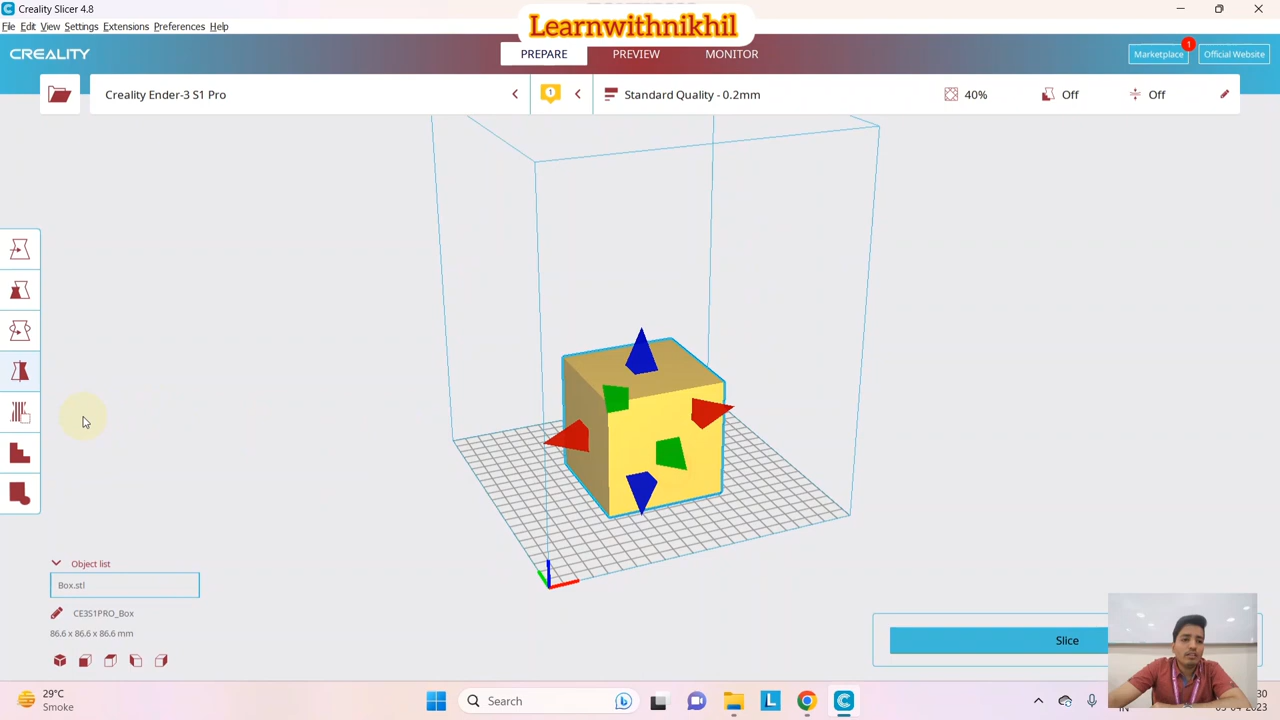 Creality Slicer 4.8
File Edit View Settings Extensions Preferences Help
Learnwithnikhil
CREALITY
PREPARE PREVIEW MONITOR
Marketplace 1 Official Website
Creality Ender-3 S1 Pro
1
Standard Quality - 0.2mm
40%
Off
Off
Object list
Box.stl
CE3S1PRO_Box
86.6 x 86.6 x 86.6 mm
Slice
29°C
Smoke
Search